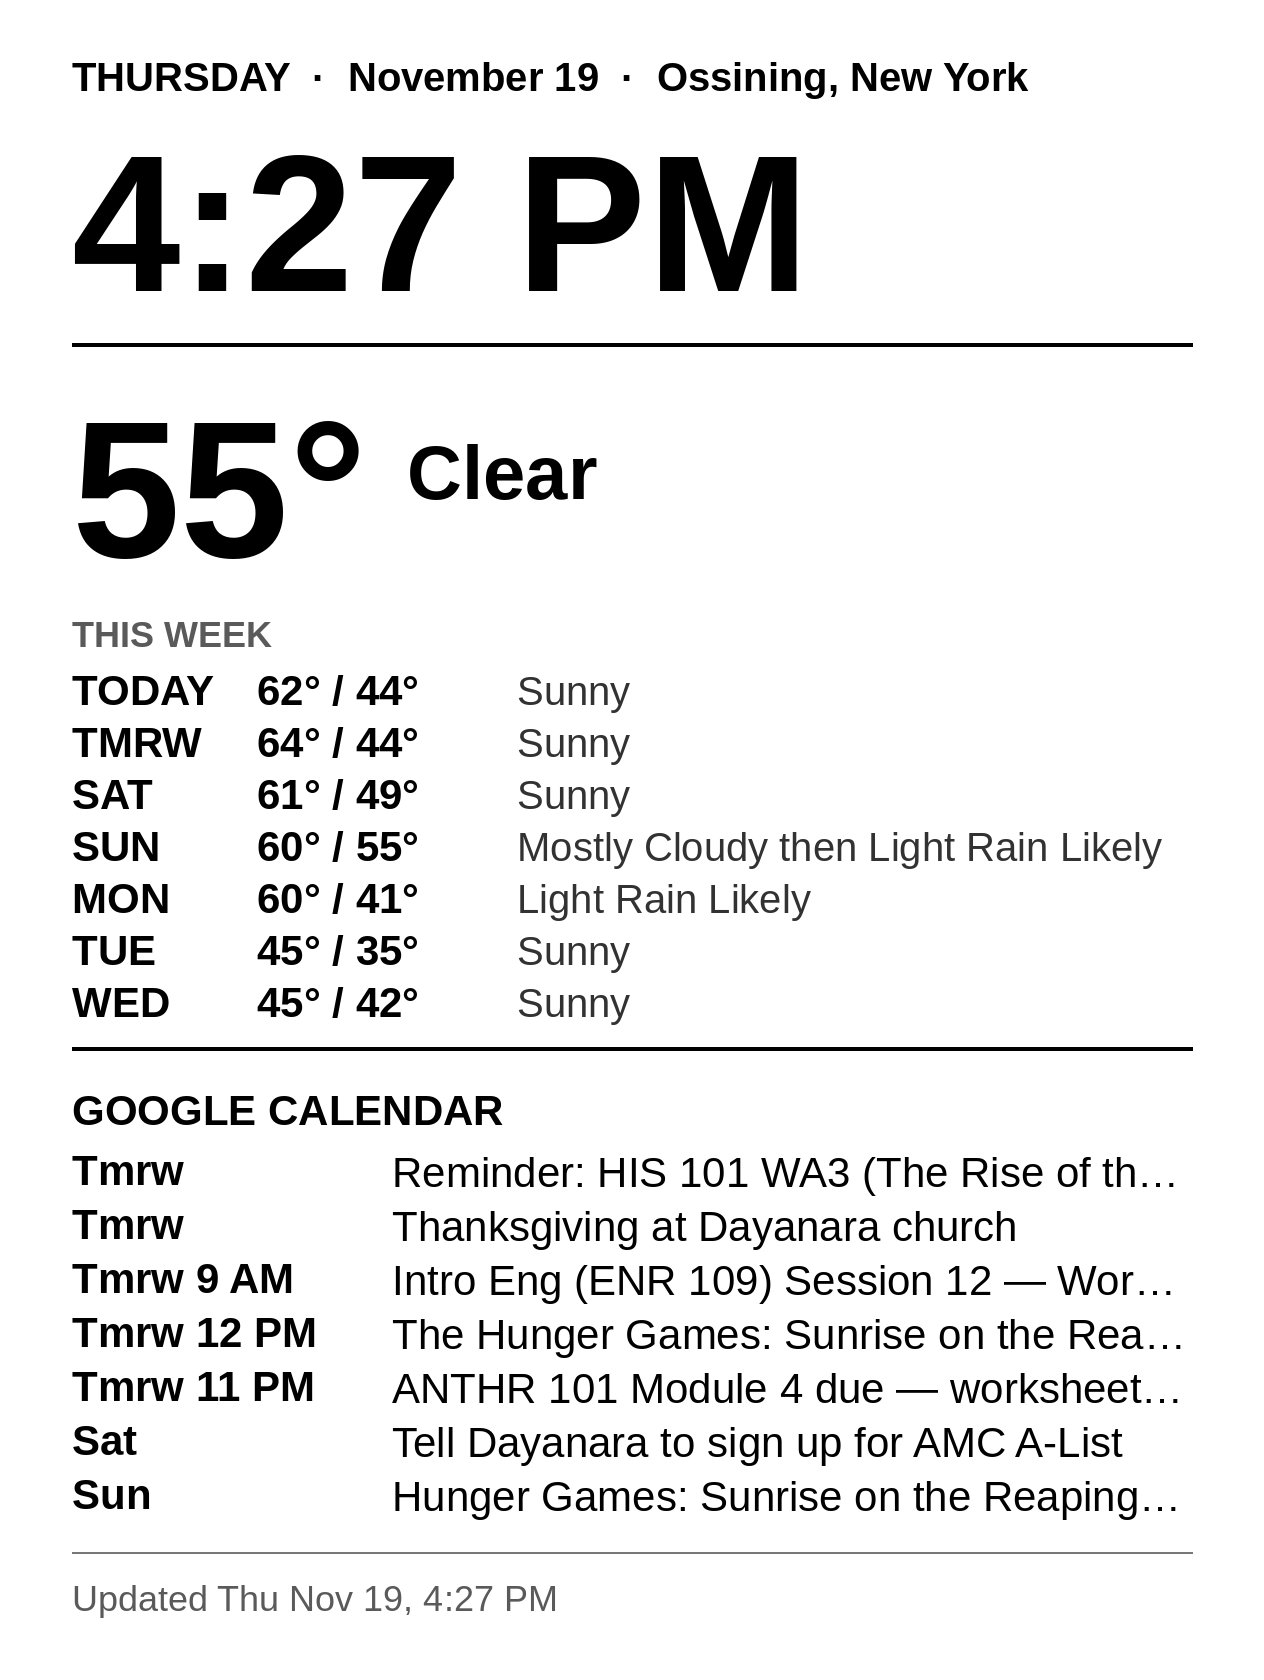 THURSDAY · November 19 · Ossining, New York
4:27 PM
55° Clear
THIS WEEK
TODAY 62° / 44° Sunny
TMRW 64° / 44° Sunny
SAT 61° / 49° Sunny
SUN 60° / 55° Mostly Cloudy then Light Rain Likely
MON 60° / 41° Light Rain Likely
TUE 45° / 35° Sunny
WED 45° / 42° Sunny
GOOGLE CALENDAR
Tmrw Reminder: HIS 101 WA3 (The Rise of th…
Tmrw Thanksgiving at Dayanara church
Tmrw 9 AM Intro Eng (ENR 109) Session 12 — Wor…
Tmrw 12 PM The Hunger Games: Sunrise on the Rea…
Tmrw 11 PM ANTHR 101 Module 4 due — worksheet…
Sat Tell Dayanara to sign up for AMC A-List
Sun Hunger Games: Sunrise on the Reaping…
Updated Thu Nov 19, 4:27 PM